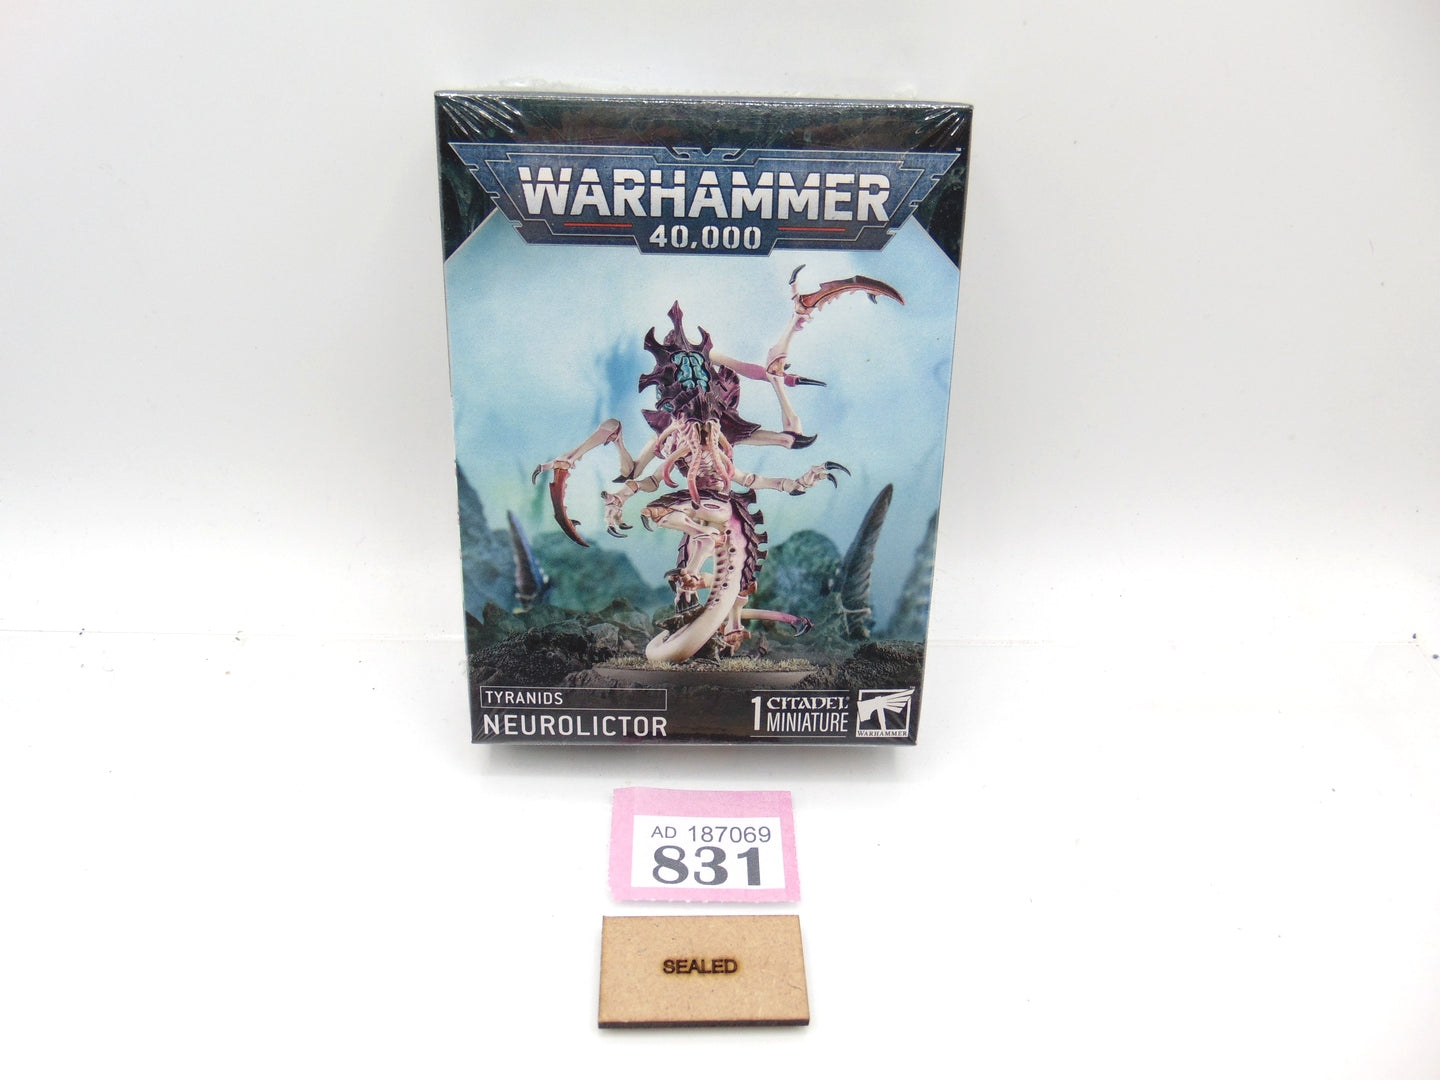 WARHAMMER
40,000
TYRANIDS
NEUROLICTOR
1 CITADEL
MINIATURE
WARHAMMER
AD 187069
831
SEALED